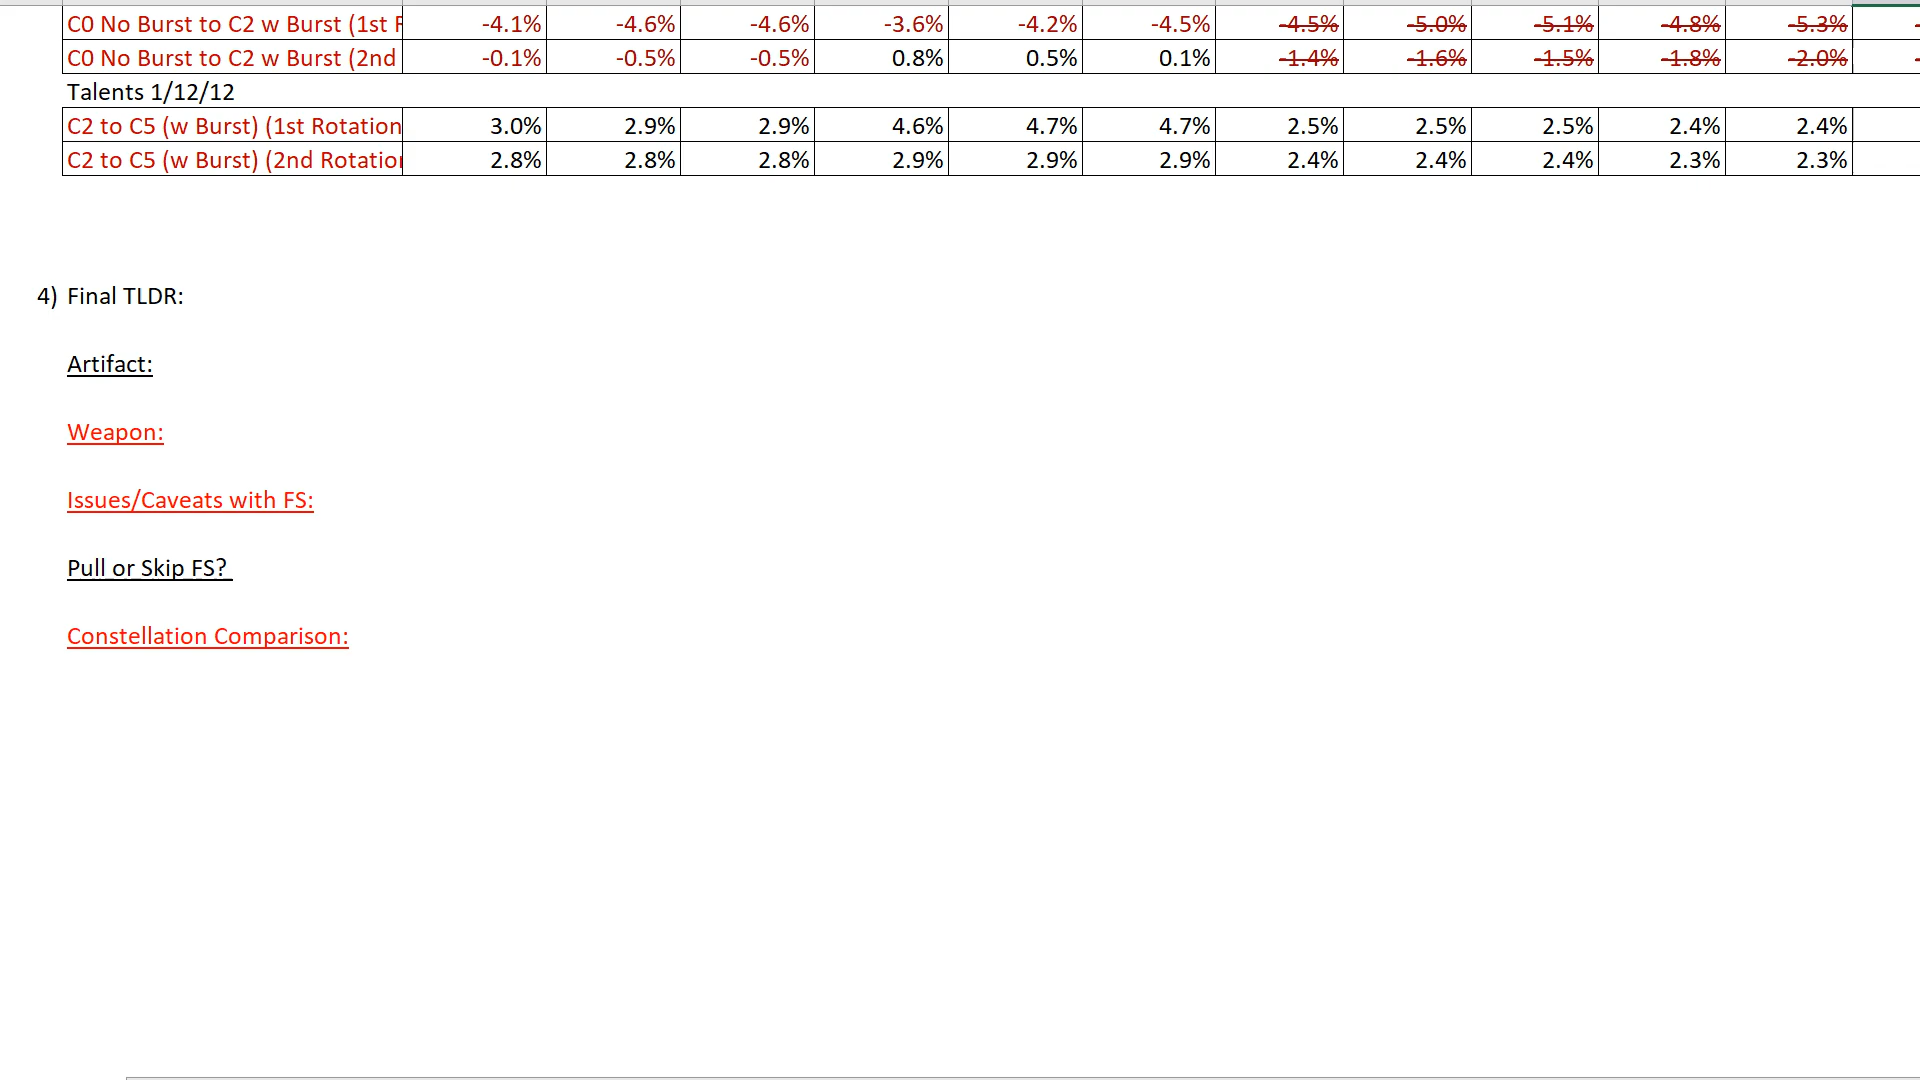 C0 No Burst to C2 w Burst (1st -4.1% -4.6% -4.6% -3.6% -4.2% -4.5% -4.5% -5.0% -5.1% -4.8% -5.3%
C0 No Burst to C2 w Burst (2nd -0.1% -0.5% -0.5% 0.8% 0.5% 0.1% -1.4% -1.6% -1.5% -1.8% -2.0%
Talents 1/12/12
C2 to C5 (w Burst) (1st Rotation 3.0% 2.9% 2.9% 4.6% 4.7% 4.7% 2.5% 2.5% 2.5% 2.4% 2.4%
C2 to C5 (w Burst) (2nd Rotation 2.8% 2.8% 2.8% 2.9% 2.9% 2.9% 2.4% 2.4% 2.4% 2.3% 2.3%
4) Final TLDR:
Artifact:
Weapon:
Issues/Caveats with FS:
Pull or Skip FS?
Constellation Comparison: